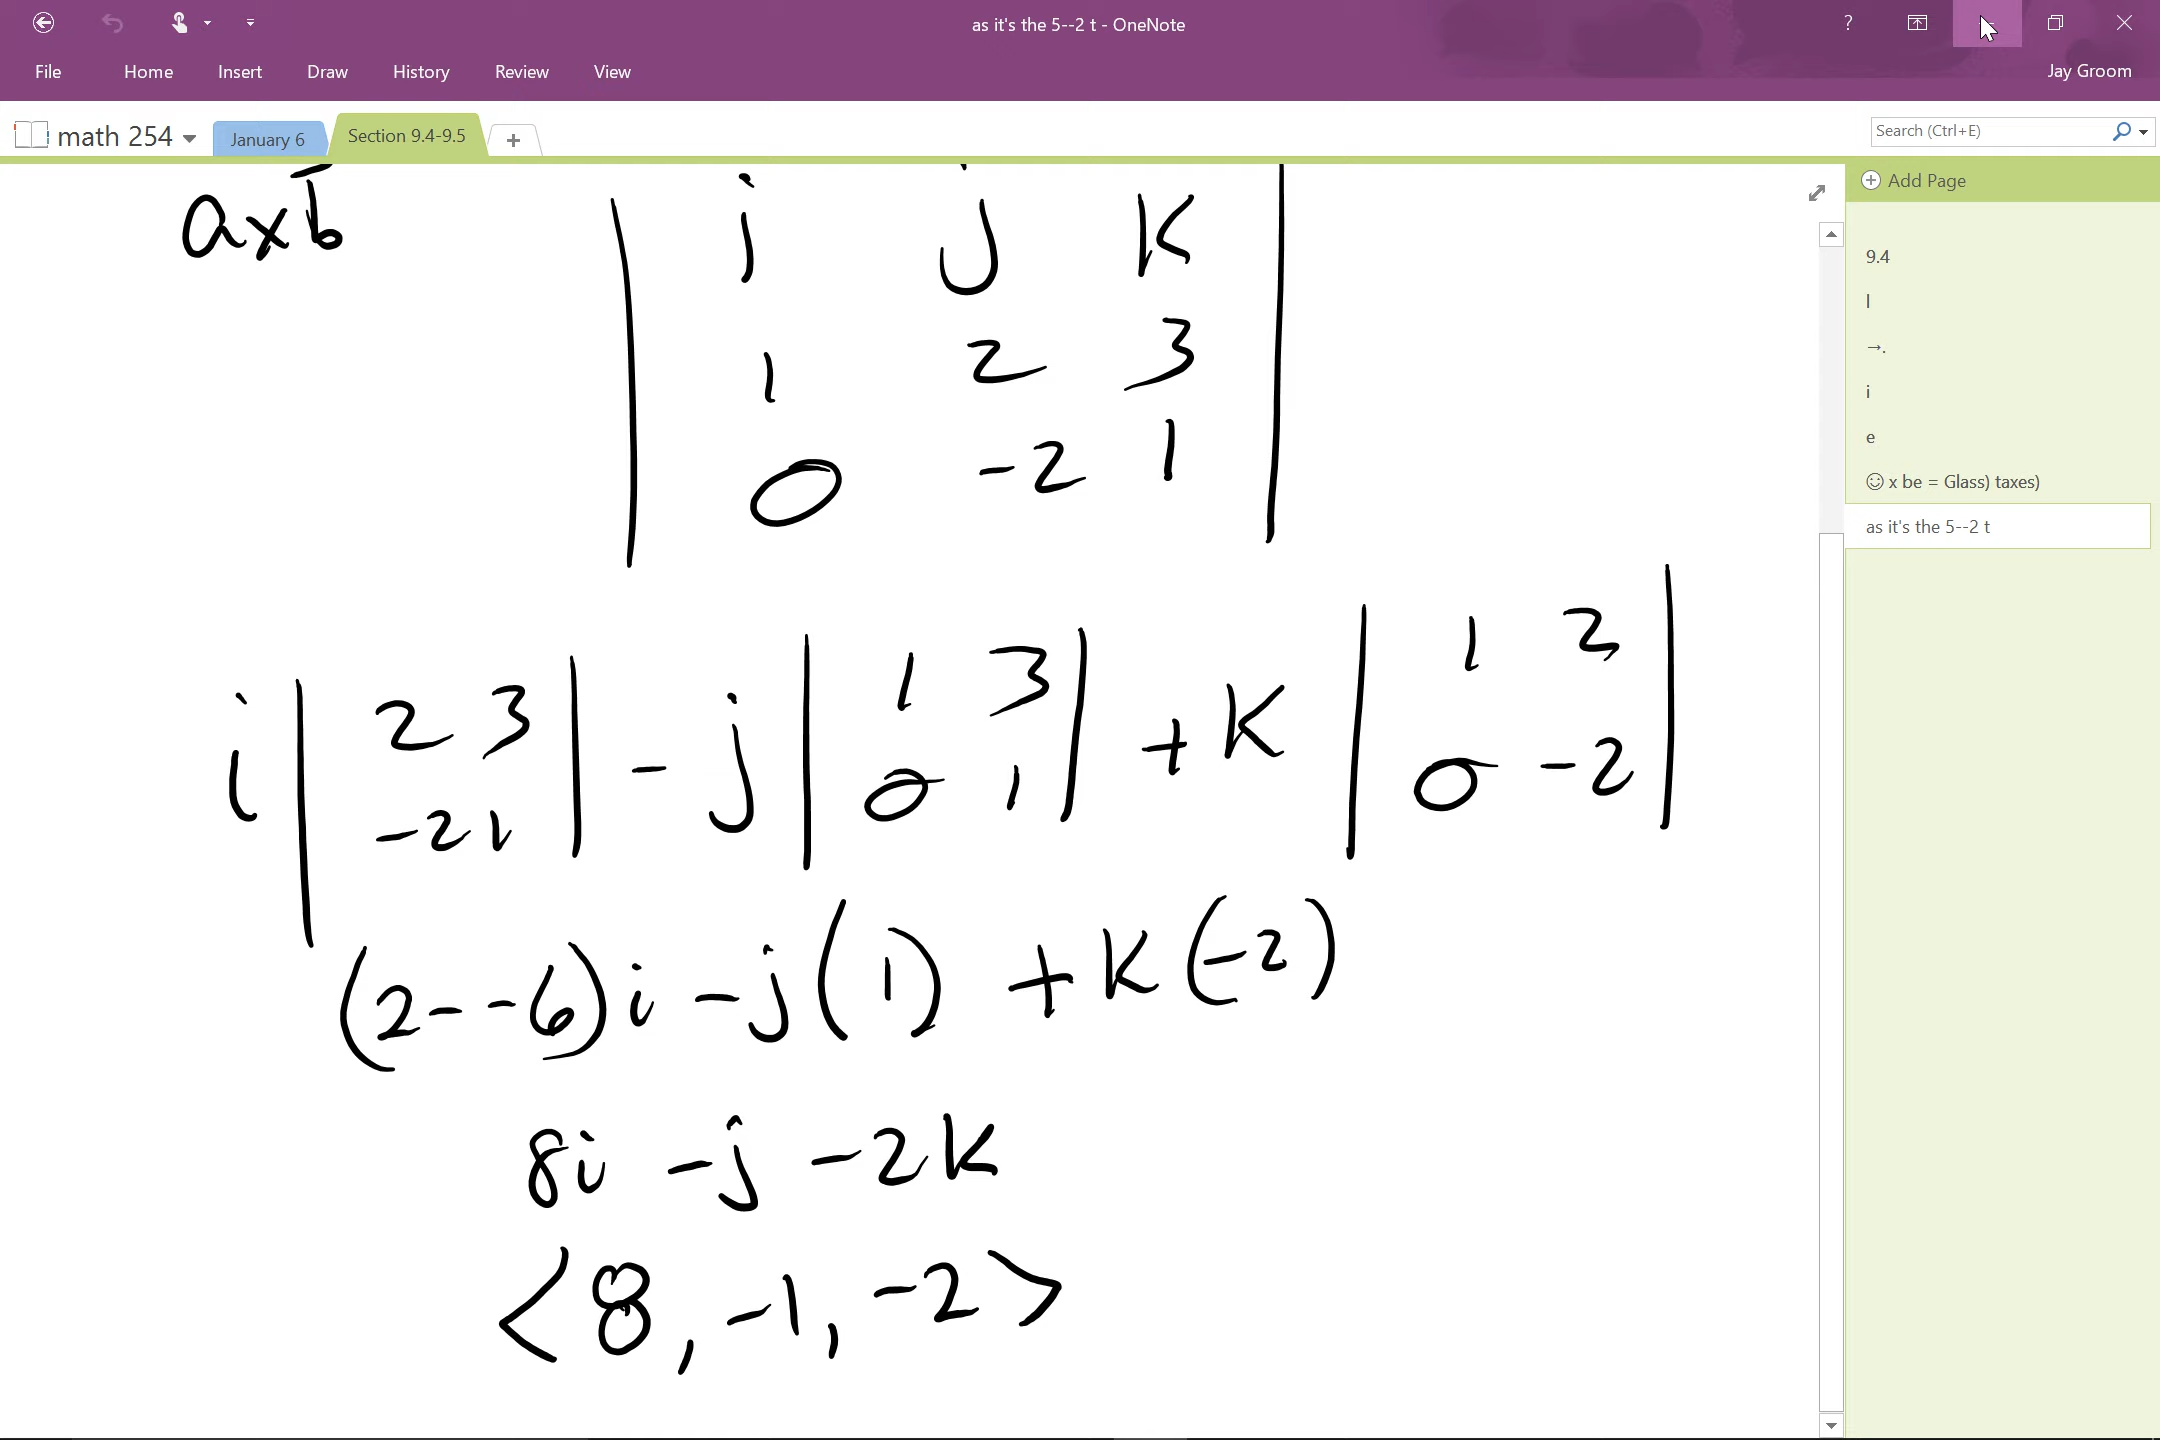 as it's the 5--2 t - OneNote
?
File Home Insert Draw History Review View
Jay Groom
math 254 January 6 Section 9.4-9.5 +
Search (Ctrl+E)
Add Page
9.4
l
→.
i
e
☺ x be = Glass) taxes)
as it's the 5--2 t
a×b | i j k |
1 2 3
0 -2 1
i | 2 3 | - j | 1 3 | + k | 1 2 |
-2 1 0 1 0 -2
(2--6)i -j(1) +k(-2)
8i -j -2k
<8, -1, -2>